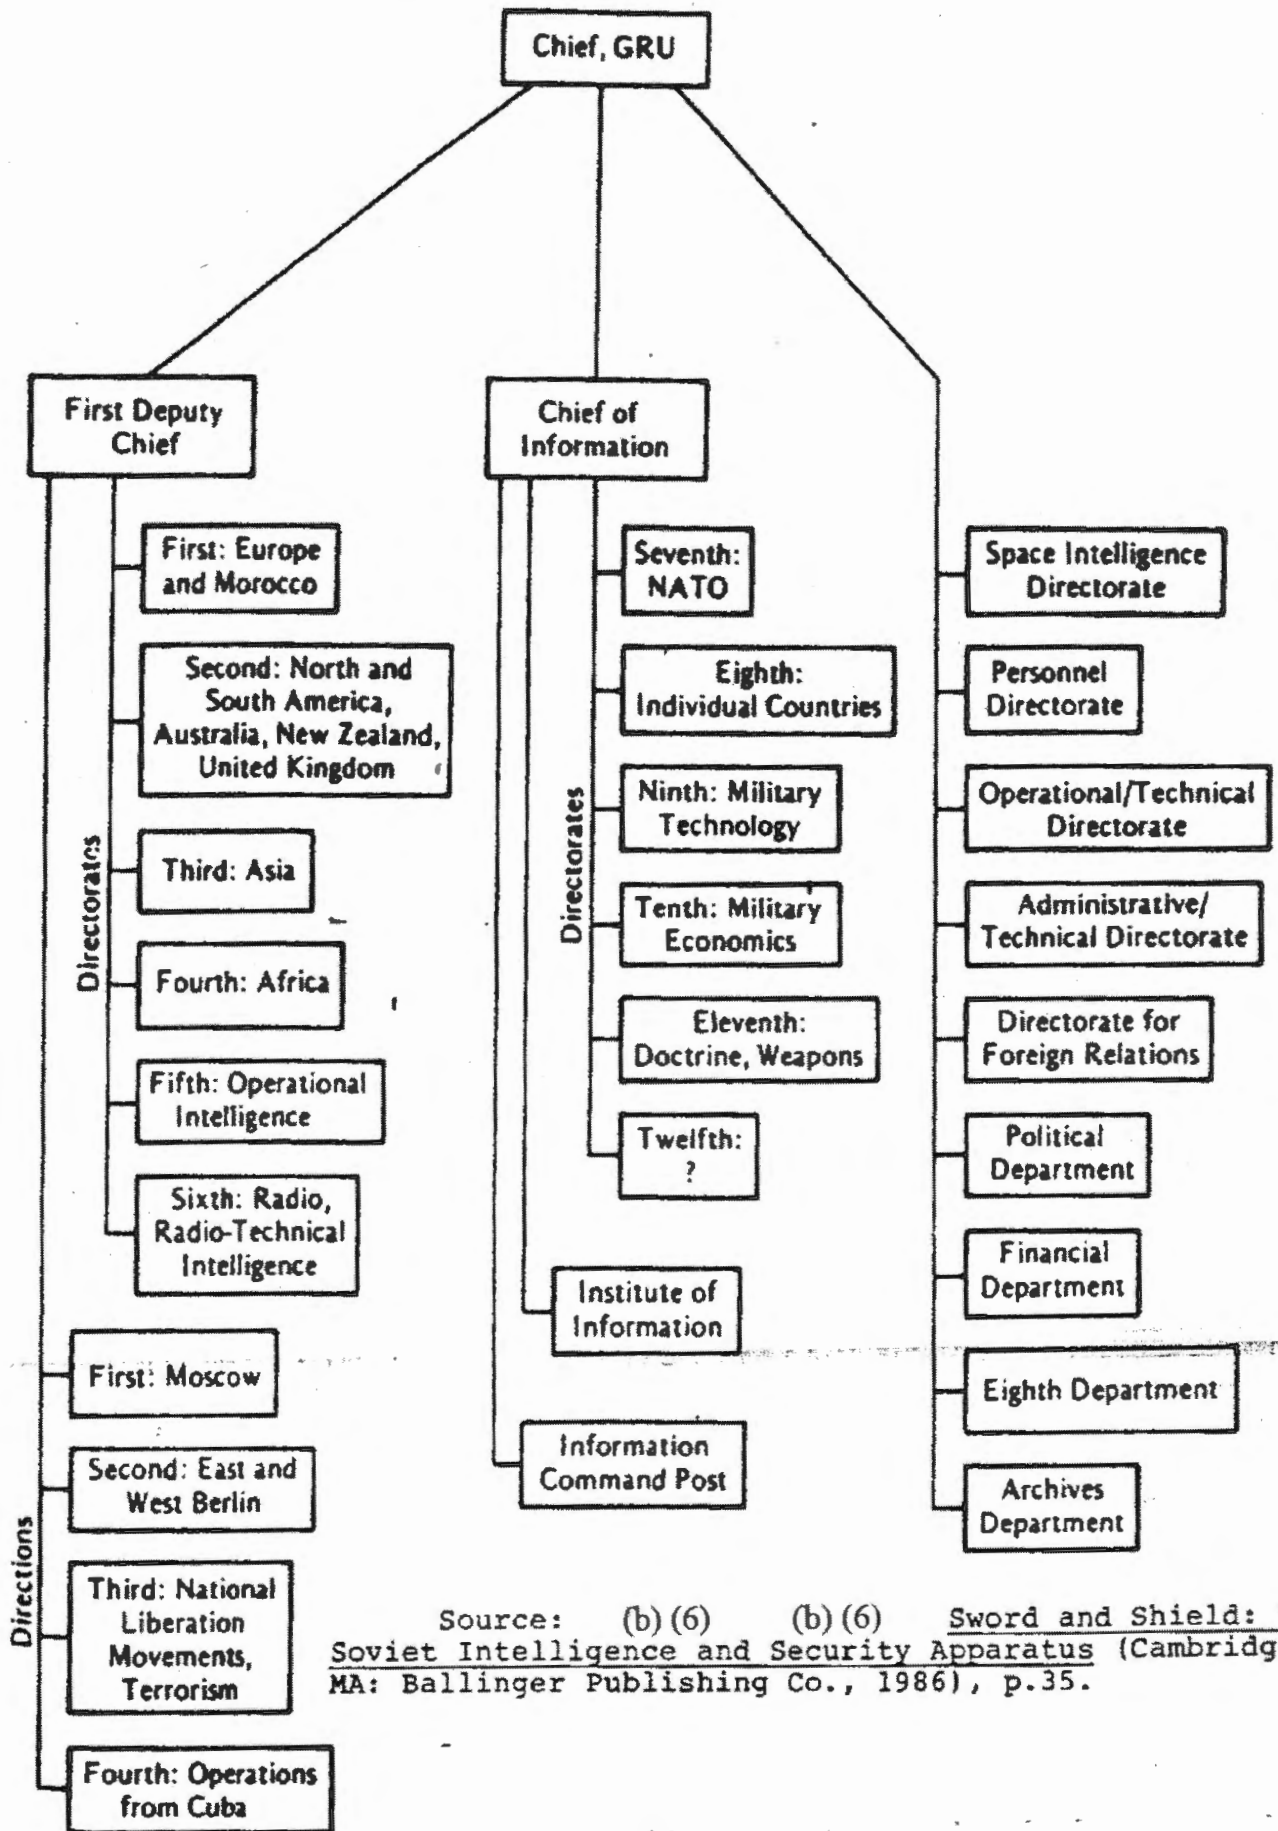 Chief, GRU
First Deputy
Chief
Directorates
First: Europe
and Morocco
Second: North and
South America,
Australia, New Zealand,
United Kingdom
Third: Asia
Fourth: Africa
Fifth: Operational
Intelligence
Sixth: Radio,
Radio-Technical
Intelligence
Directions
First: Moscow
Second: East and
West Berlin
Third: National
Liberation
Movements,
Terrorism
Fourth: Operations
from Cuba
Chief of
Information
Directorates
Seventh:
NATO
Eighth:
Individual Countries
Ninth: Military
Technology
Tenth: Military
Economics
Eleventh:
Doctrine, Weapons
Twelfth:
?
Institute of
Information
Information
Command Post
Space Intelligence
Directorate
Personnel
Directorate
Operational/Technical
Directorate
Administrative/
Technical Directorate
Directorate for
Foreign Relations
Political
Department
Financial
Department
Eighth Department
Archives
Department
Source: (b) (6) (b) (6) Sword and Shield:
Soviet Intelligence and Security Apparatus (Cambridg
MA: Ballinger Publishing Co., 1986), p.35.